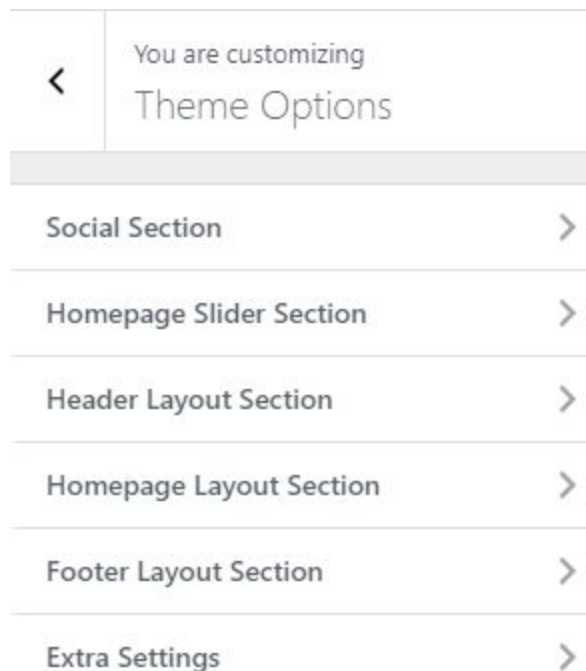 You are customizing
Theme Options
Social Section
Homepage Slider Section
Header Layout Section
Homepage Layout Section
Footer Layout Section
Extra Settings